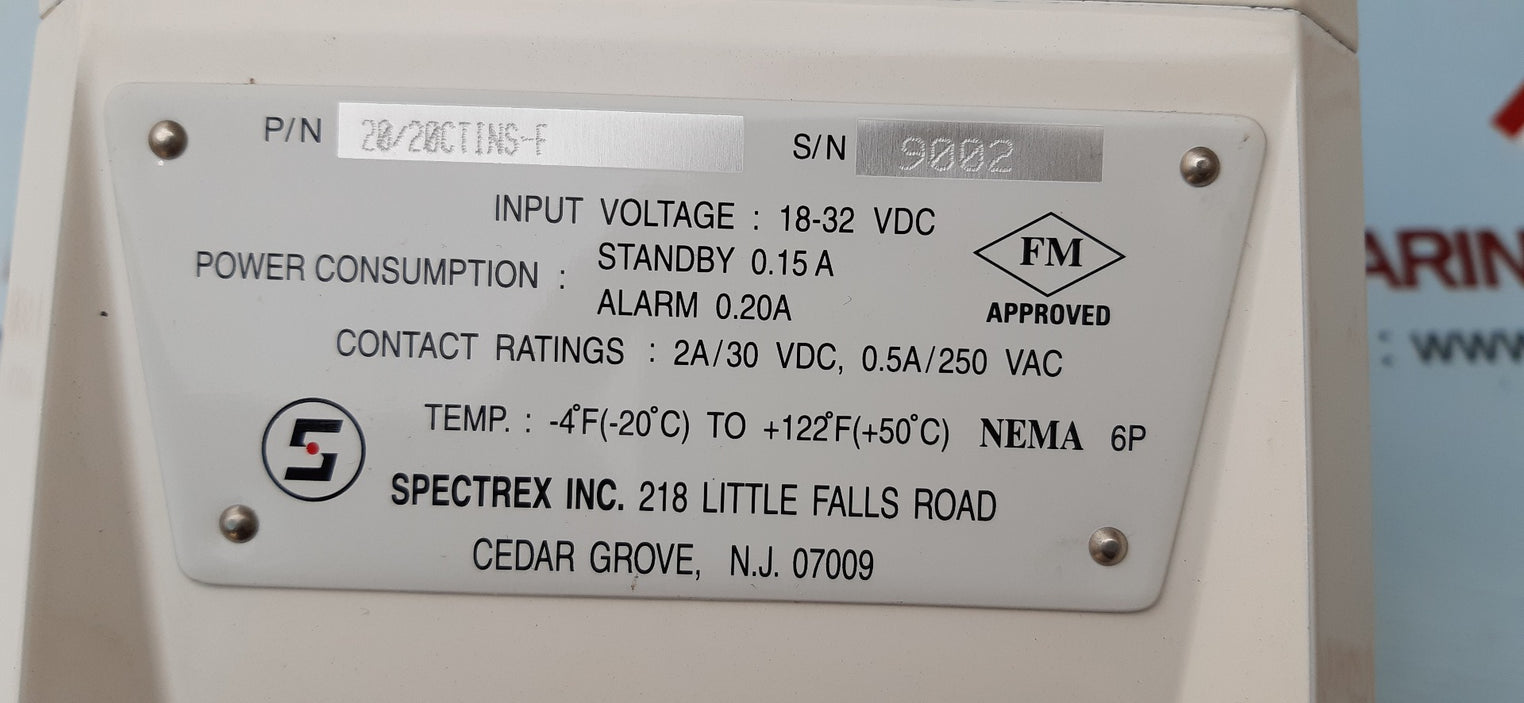 P/N 20/20CTINS-F S/N 9002
INPUT VOLTAGE : 18-32 VDC
POWER CONSUMPTION : STANDBY 0.15 A
ALARM 0.20A
FM
APPROVED
CONTACT RATINGS : 2A/30 VDC, 0.5A/250 VAC
TEMP. : -4°F(-20°C) TO +122°F(+50°C) NEMA 6P
S
SPECTREX INC. 218 LITTLE FALLS ROAD
CEDAR GROVE, N.J. 07009
ARIN
: www